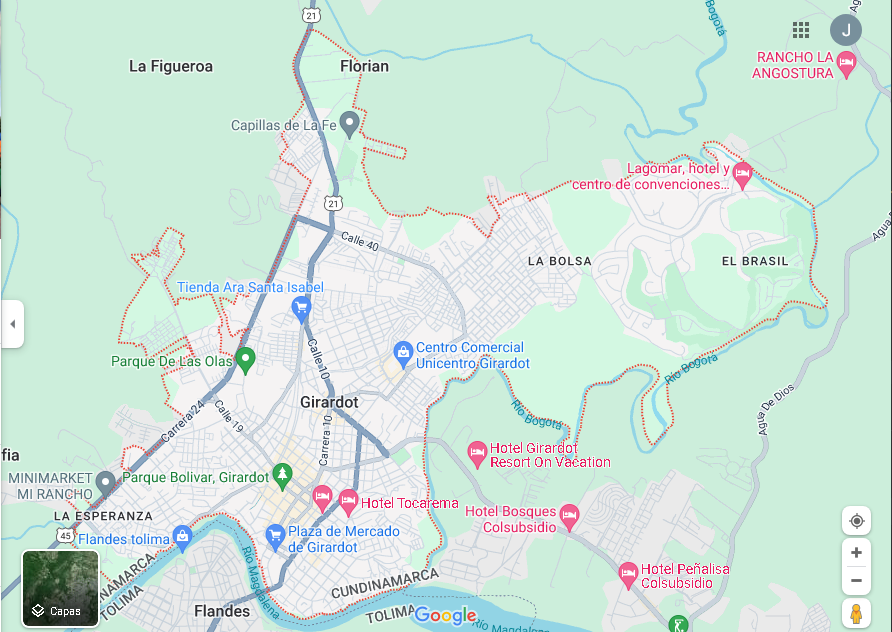 21
Bogotá
Ag
J
La Figueroa
Florian
RANCHO LA
ANGOSTURA
Capillas de La Fe
Lagomar, hotel y
centro de convenciones...
21
Calle 40
Agua
LA BOLSA
EL BRASIL
Tienda Ara Santa Isabel
Centro Comercial
Unicentro Girardot
Parque De Las Olas
Calle 10
Río Bogotá
Girardot
Agua De Dios
Carrera 24
Calle 19
Carrera 10
Río Bogotá
fia
Hotel Girardot
Resort On Vacation
MINIMARKET
MI RANCHO
Parque Bolivar, Girardot
Hotel Tocarema
Hotel Bosques
Colsubsidio
LA ESPERANZA
45
Flandes tolima
Plaza de Mercado
de Girardot
Río Magdalena
CUNDINAMARCA
TOLIMA
CUNDINAMARCA
TOLIMA
Hotel Peñalisa
Colsubsidio
Capas
Flandes
Google
Río Magdalena